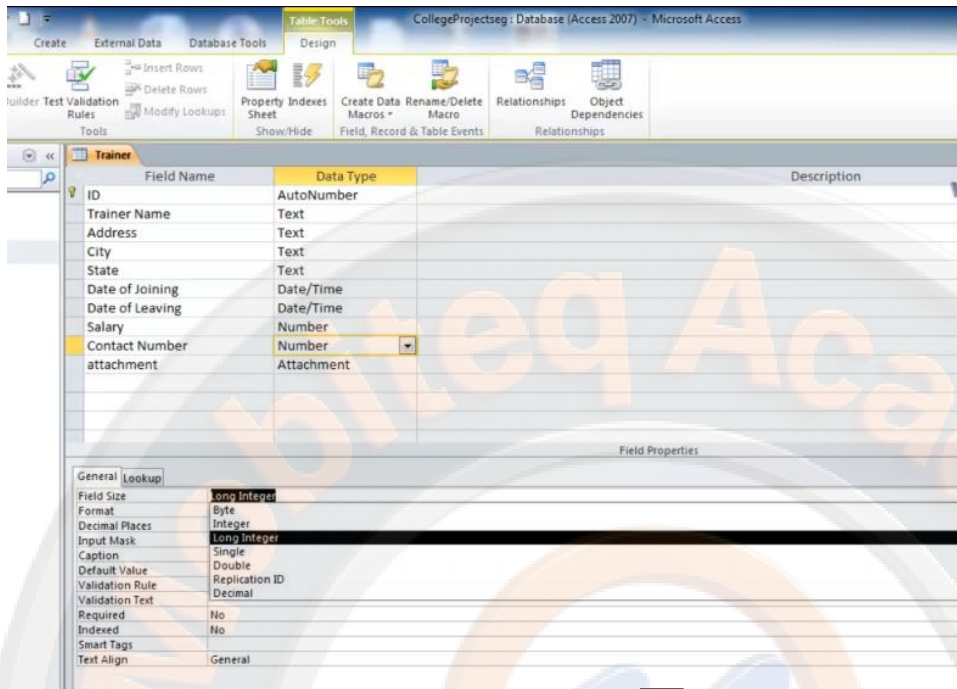 Table Tools
CollegeProjectseg : Database (Access 2007) - Microsoft Access
Create External Data Database Tools Design
Insert Rows
Delete Rows
Modify Lookups
Builder Test Validation Rules
Property Sheet
Indexes
Create Data Macros
Rename/Delete Macro
Relationships
Object Dependencies
Tools Show/Hide Field, Record & Table Events Relationships
Trainer
Field Name Data Type Description
ID AutoNumber
Trainer Name Text
Address Text
City Text
State Text
Date of Joining Date/Time
Date of Leaving Date/Time
Salary Number
Contact Number Number
attachment Attachment
Field Properties
General Lookup
Field Size Long Integer
Format Byte
Decimal Places Integer
Input Mask Long Integer
Caption Single
Default Value Double
Validation Rule Replication ID
Validation Text Decimal
Required No
Indexed No
Smart Tags
Text Align General
Mobiteq Aca